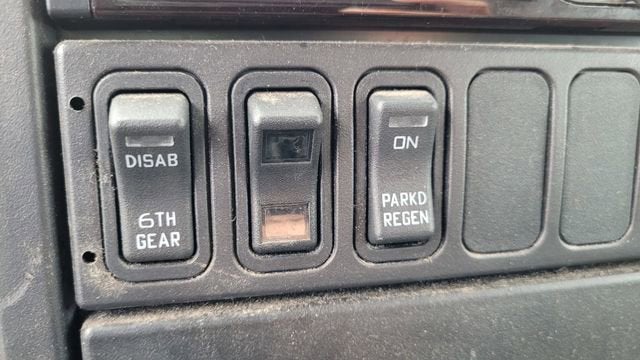 DISAB
6TH
GEAR
ON
PARKD
REGEN